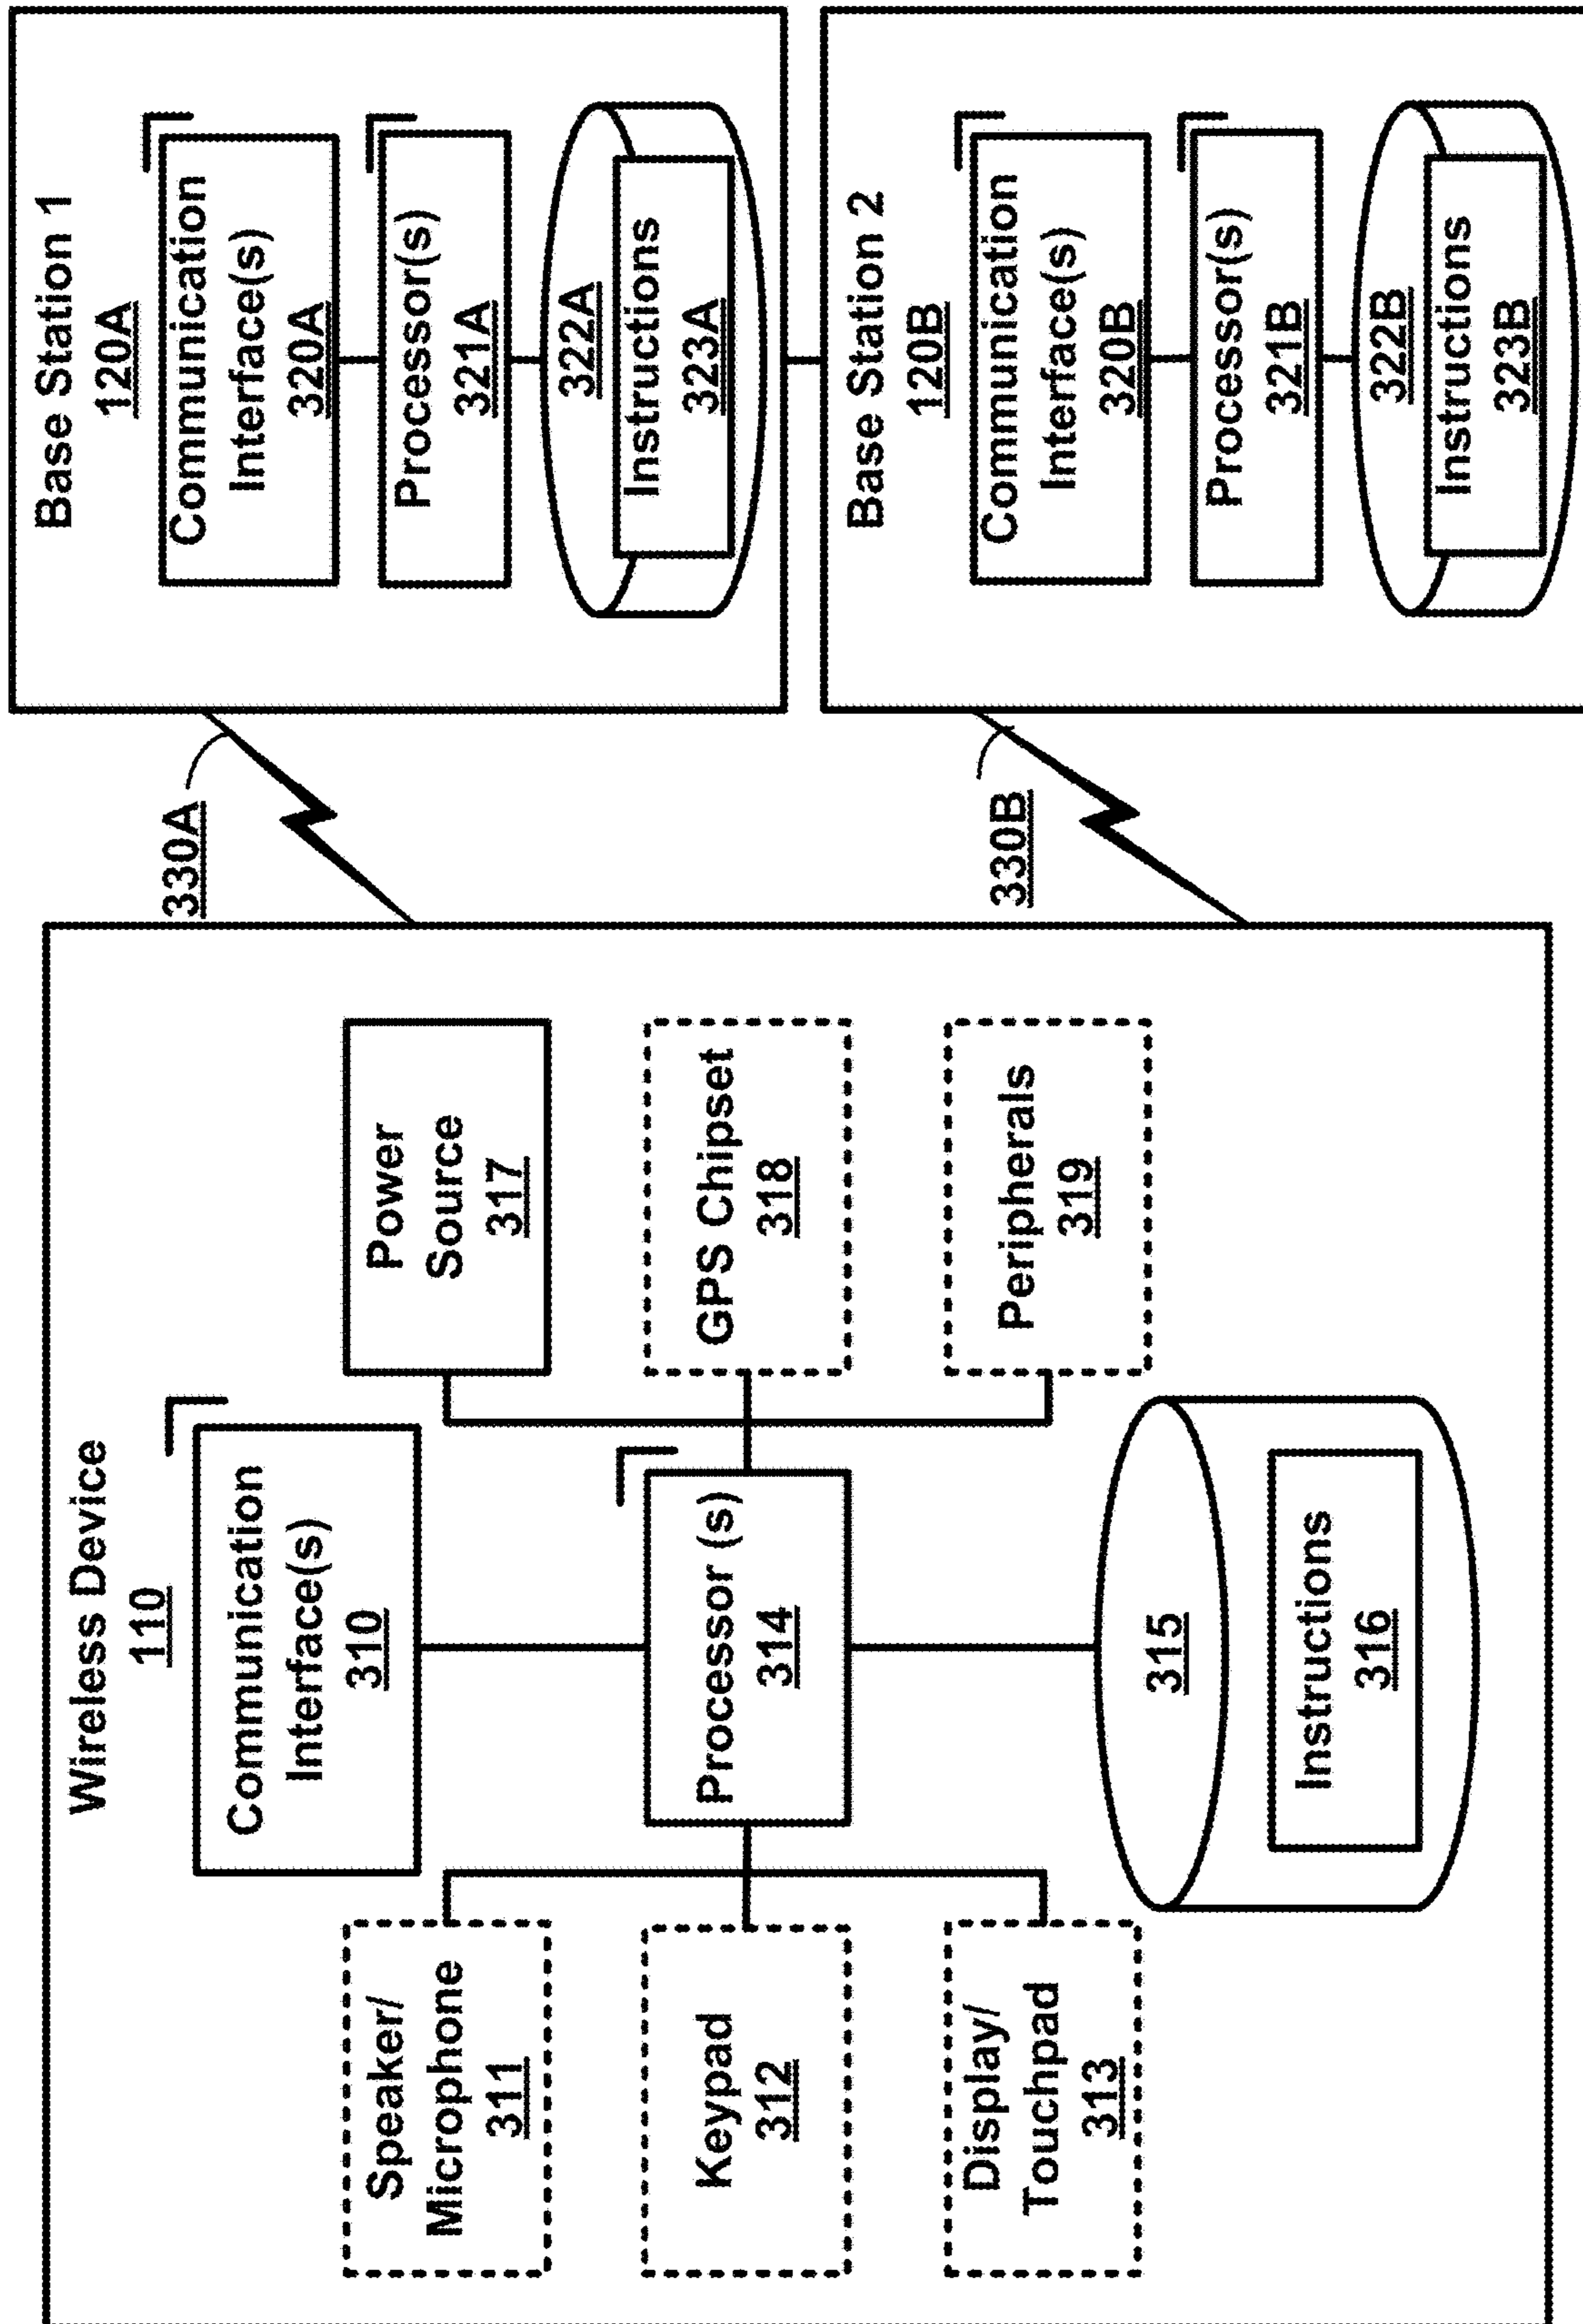 Wireless Device
110
Communication
Interface(s)
310
Speaker/
Microphone
311
Power
Source
317
Processor (s)
314
Keypad
312
GPS Chipset
318
Display/
Touchpad
313
Peripherals
319
315
Instructions
316
330A
330B
Base Station 1
120A
Communication
Interface(s)
320A
Processor(s)
321A
322A
Instructions
323A
Base Station 2
120B
Communication
Interface(s)
320B
Processor(s)
321B
322B
Instructions
323B